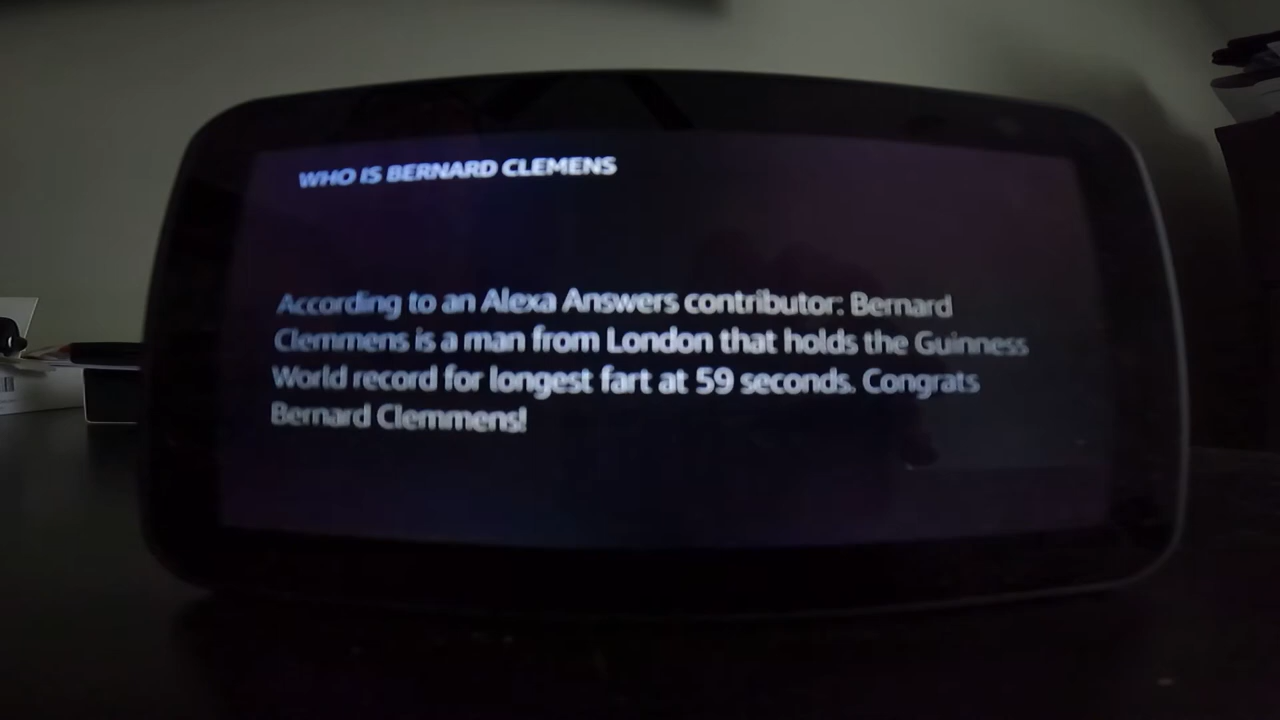 WHO IS BERNARD CLEMENS
According to an Alexa Answers contributor: Bernard
Clemmens is a man from London that holds the Guinness
World record for longest fart at 59 seconds. Congrats
Bernard Clemmens!